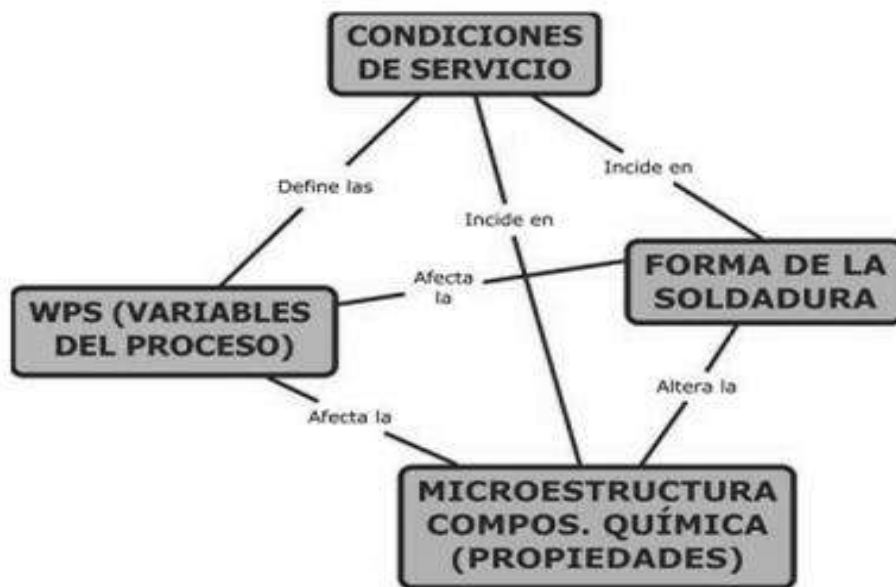 CONDICIONES
DE SERVICIO
Define las
Incide en
Incide en
Afecta
la
FORMA DE LA
SOLDADURA
WPS (VARIABLES
DEL PROCESO)
Afecta la
Altera la
MICROESTRUCTURA
COMPOS. QUÍMICA
(PROPIEDADES)